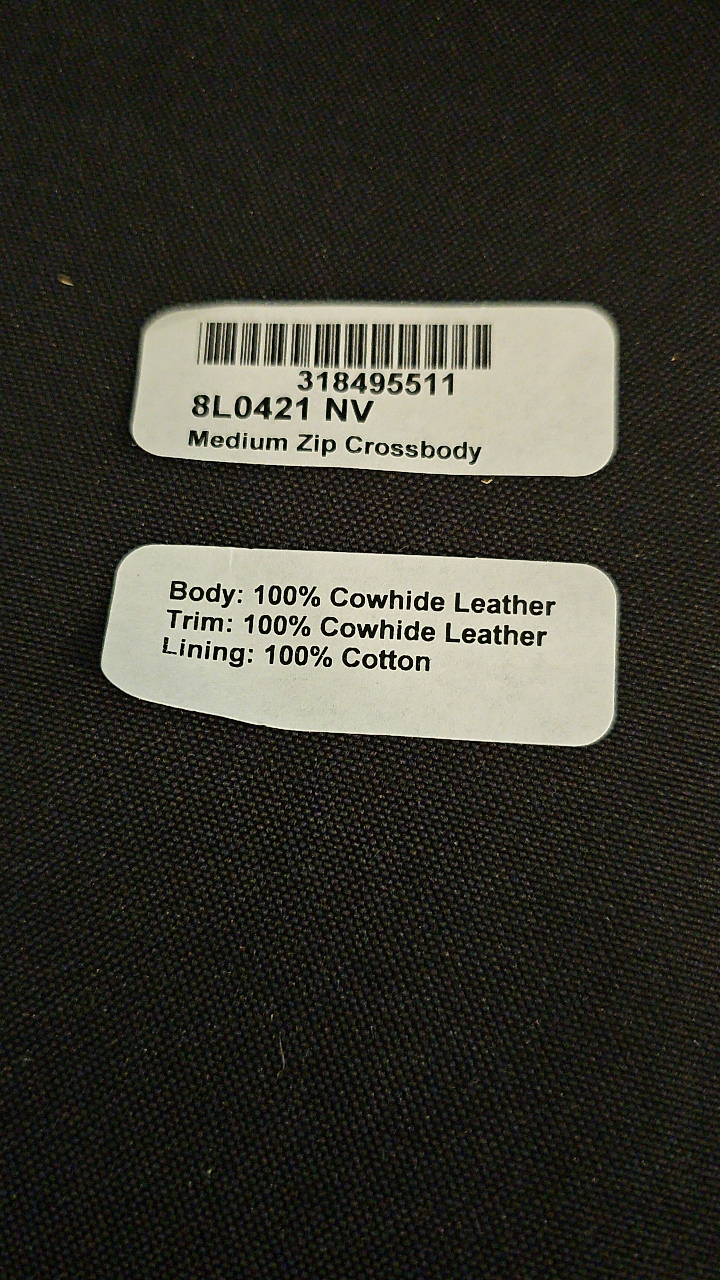 318495511
8L0421 NV
Medium Zip Crossbody
Body: 100% Cowhide Leather
Trim: 100% Cowhide Leather
Lining: 100% Cotton